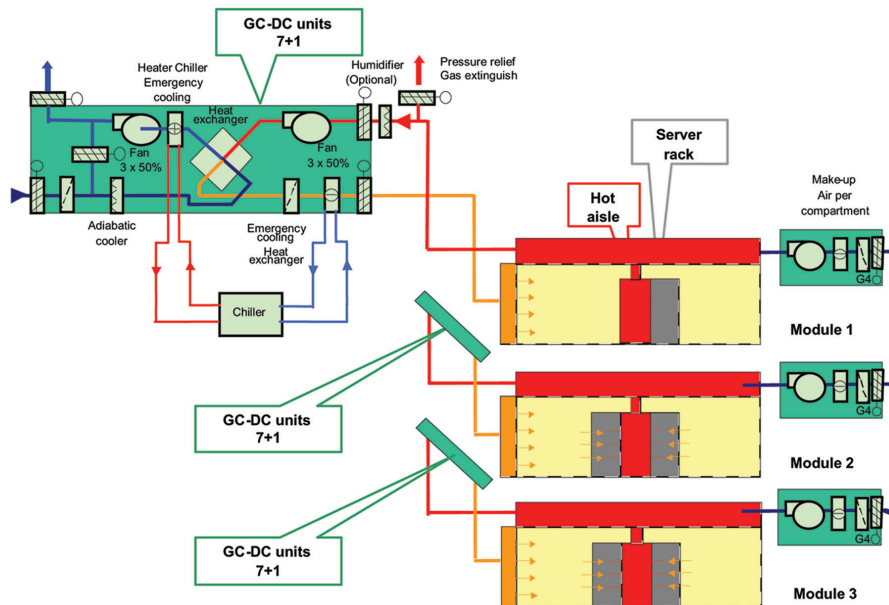 GC-DC units
7+1
Heater Chiller
Emergency
cooling
Humidifier
(Optional)
Pressure relief
Gas extinguish
Heat
exchanger
Fan
3 x 50%
Fan
3 x 50%
Server
rack
Hot
aisle
Make-up
Air per
compartment
Adiabatic
cooler
Emergency
cooling
Heat
exchanger
Chiller
G4
Module 1
GC-DC units
7+1
G4
Module 2
GC-DC units
7+1
G4
Module 3